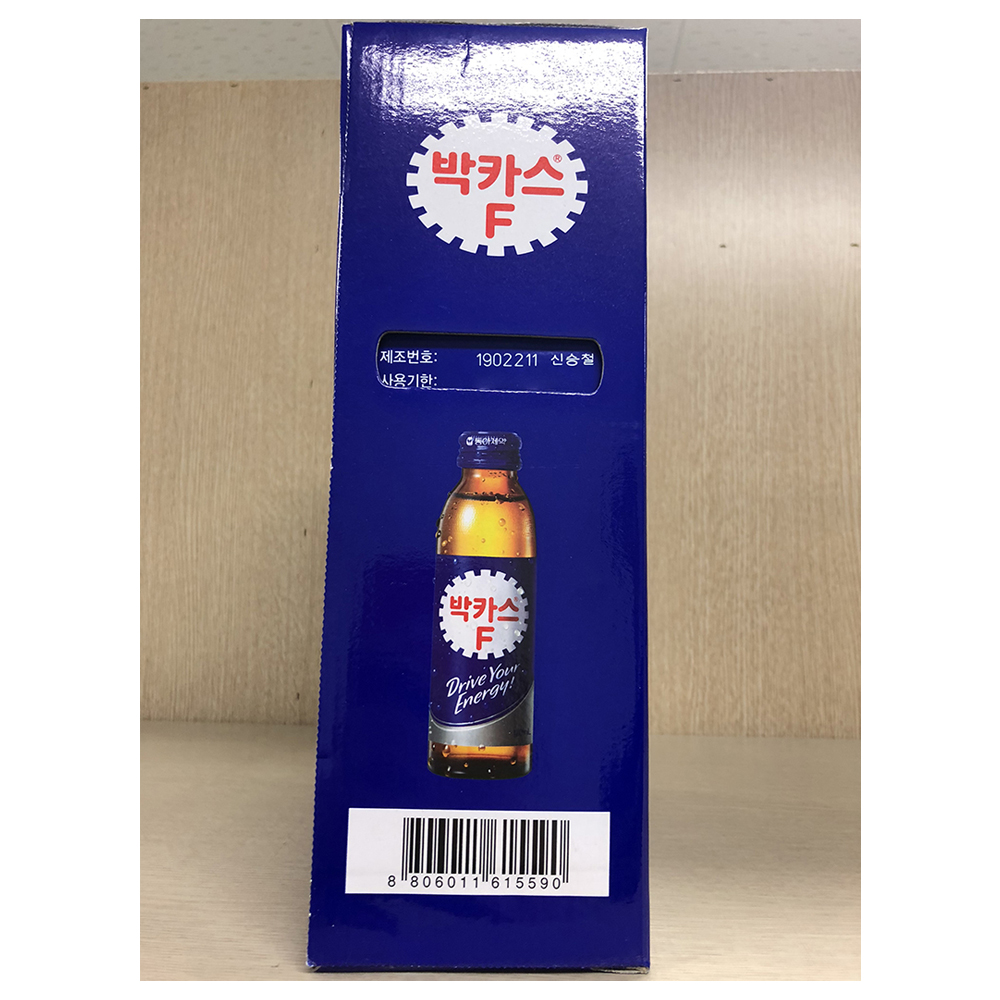 박카스®
F
제조번호: 1902211 신승철
사용기한:
동아제약
박카스®
F
Drive Your
Energy!
8 806011 615590